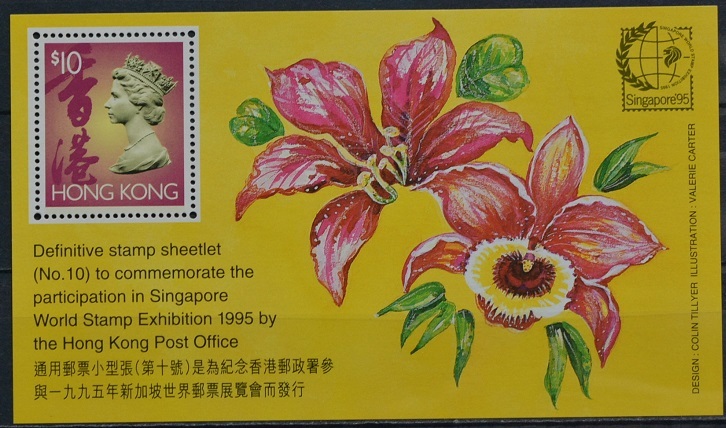 $10
香港
HONG KONG
Singapore'95
Definitive stamp sheetlet
(No.10) to commemorate the
participation in Singapore
World Stamp Exhibition 1995 by
the Hong Kong Post Office
通用郵票小型張(第十號)是為紀念香港郵政署參
與一九九五年新加坡世界郵票展覽會而發行
DESIGN : COLIN TILLYER ILLUSTRATION : VALERIE CARTER